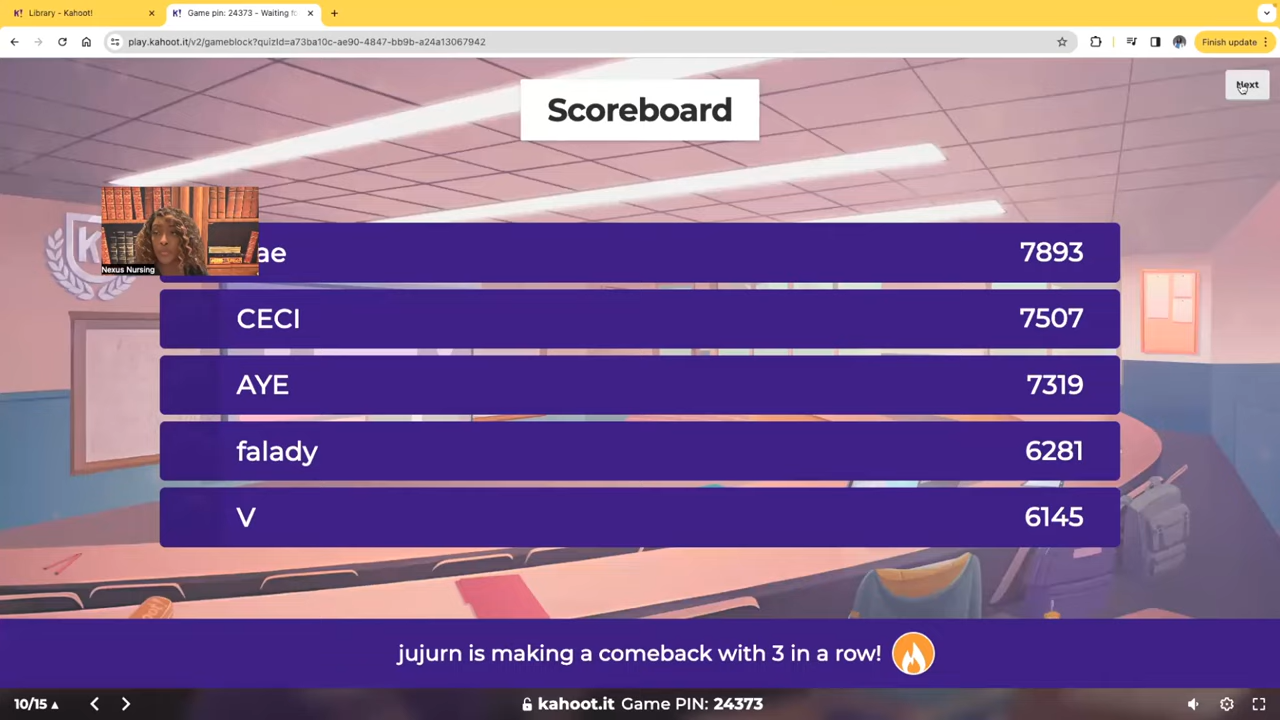 Library - Kahoot!
Game pin: 24373 - Waiting fo
play.kahoot.it/v2/gameblock?quizId=a73ba10c-ae90-4847-bb9b-a24a13067942
Finish update
Next
Scoreboard
ae 7893
Nexus Nursing
CECI 7507
AYE 7319
falady 6281
V 6145
jujurn is making a comeback with 3 in a row!
10/15
kahoot.it Game PIN: 24373